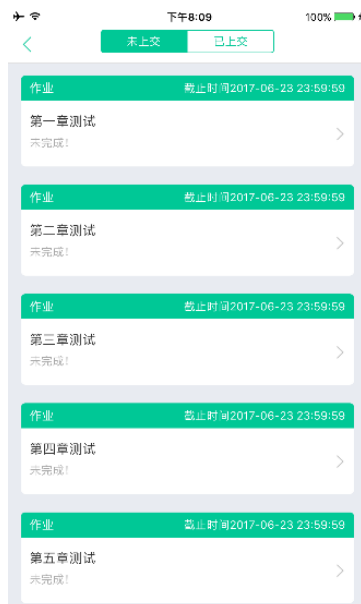 下午8:09
100%
未上交
已上交
作业 截止时间2017-06-23 23:59:59
第一章测试
未完成!
作业 截止时间2017-06-23 23:59:59
第二章测试
未完成!
作业 截止时间2017-06-23 23:59:59
第三章测试
未完成!
作业 截止时间2017-06-23 23:59:59
第四章测试
未完成!
作业 截止时间2017-06-23 23:59:59
第五章测试
未完成!